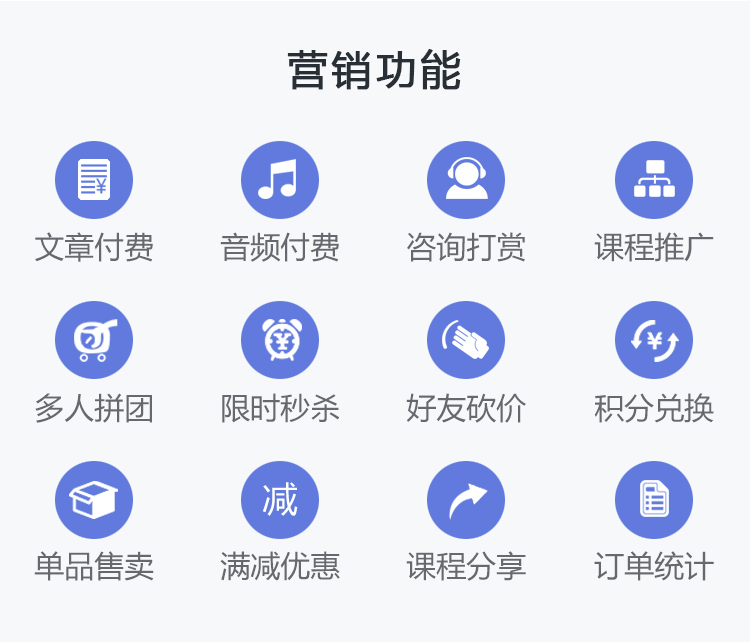 营销功能
¥
文章付费 音频付费 咨询打赏 课程推广
团 ¥ ¥
多人拼团 限时秒杀 好友砍价 积分兑换
减
单品售卖 满减优惠 课程分享 订单统计